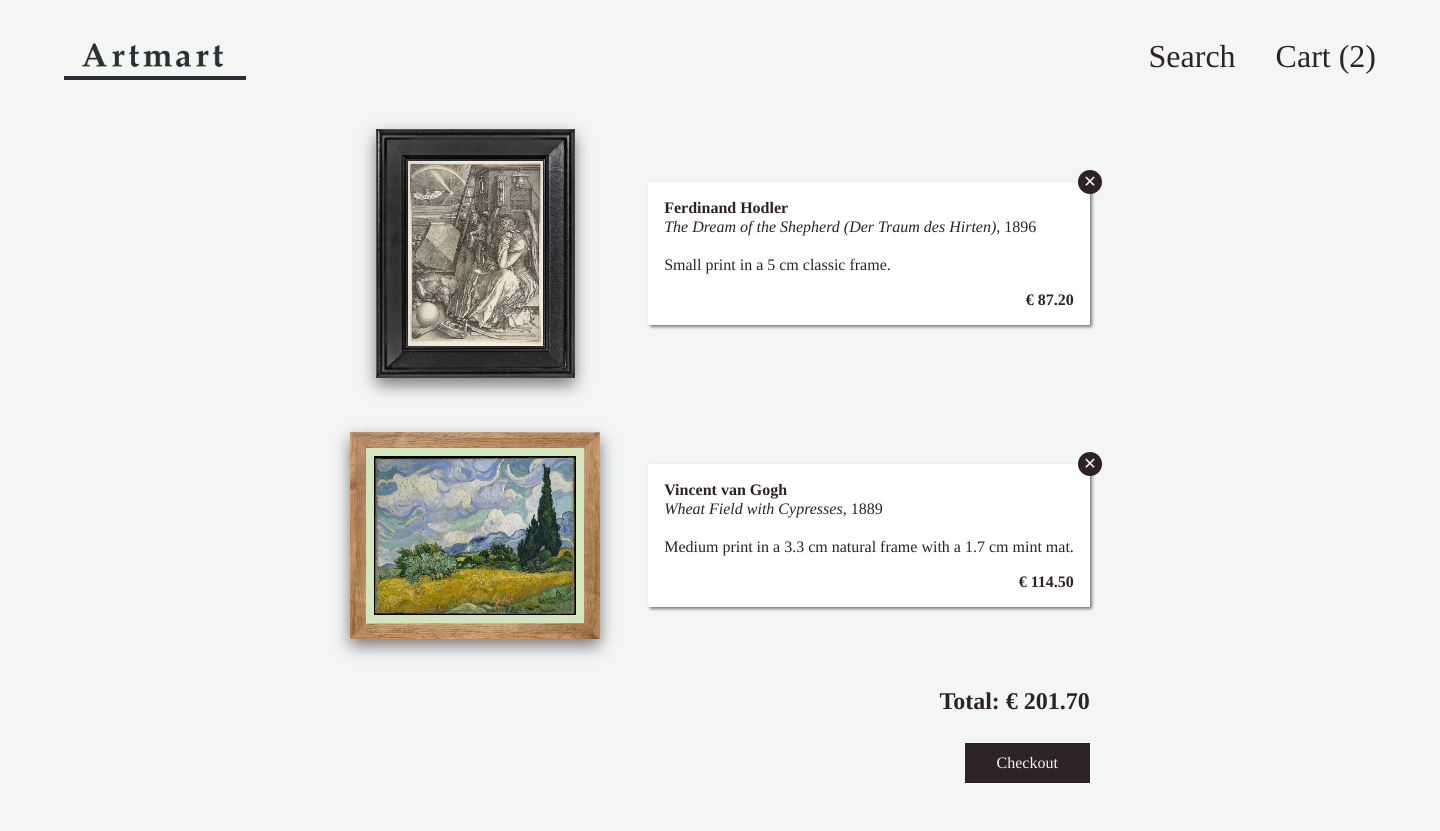 Artmart
Search
Cart (2)
Ferdinand Hodler
The Dream of the Shepherd (Der Traum des Hirten), 1896
Small print in a 5 cm classic frame.
€ 87.20
Vincent van Gogh
Wheat Field with Cypresses, 1889
Medium print in a 3.3 cm natural frame with a 1.7 cm mint mat.
€ 114.50
Total: € 201.70
Checkout